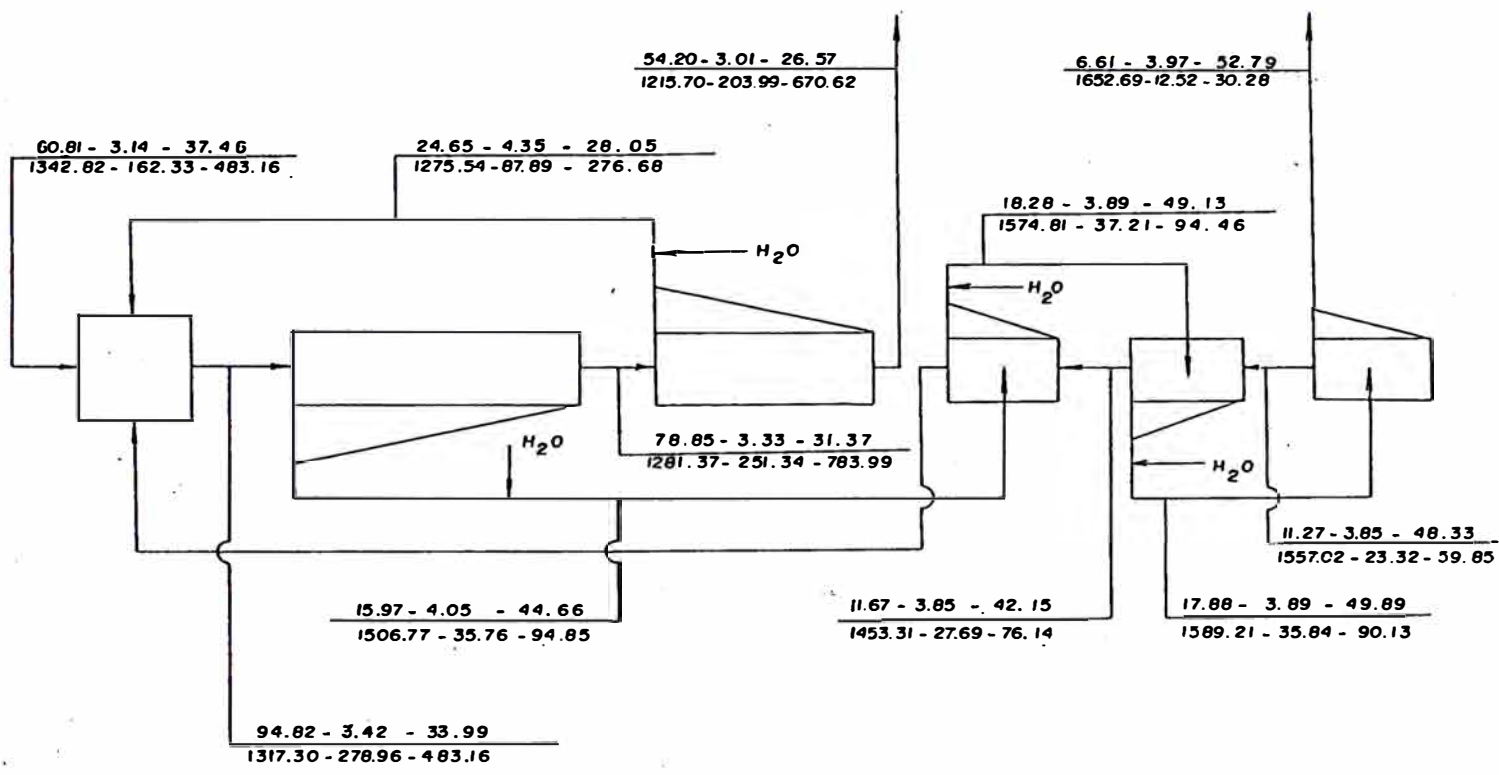 54.20 - 3.01 - 26.57
1215.70 - 203.99 - 670.62
6.61 - 3.97 - 52.79
1652.69 - 12.52 - 30.28
60.81 - 3.14 - 37.46
1342.82 - 162.33 - 483.16
24.65 - 4.35 - 28.05
1275.54 - 87.89 - 276.68
18.28 - 3.89 - 49.13
1574.81 - 37.21 - 94.46
H2O
H2O
H2O
H2O
78.85 - 3.33 - 31.37
1281.37 - 251.34 - 783.99
11.27 - 3.85 - 48.33
1557.02 - 23.32 - 59.85
15.97 - 4.05 - 44.66
1506.77 - 35.76 - 94.85
11.67 - 3.85 - 42.15
1453.31 - 27.69 - 76.14
17.88 - 3.89 - 49.89
1589.21 - 35.84 - 90.13
94.82 - 3.42 - 33.99
1317.30 - 278.96 - 483.16